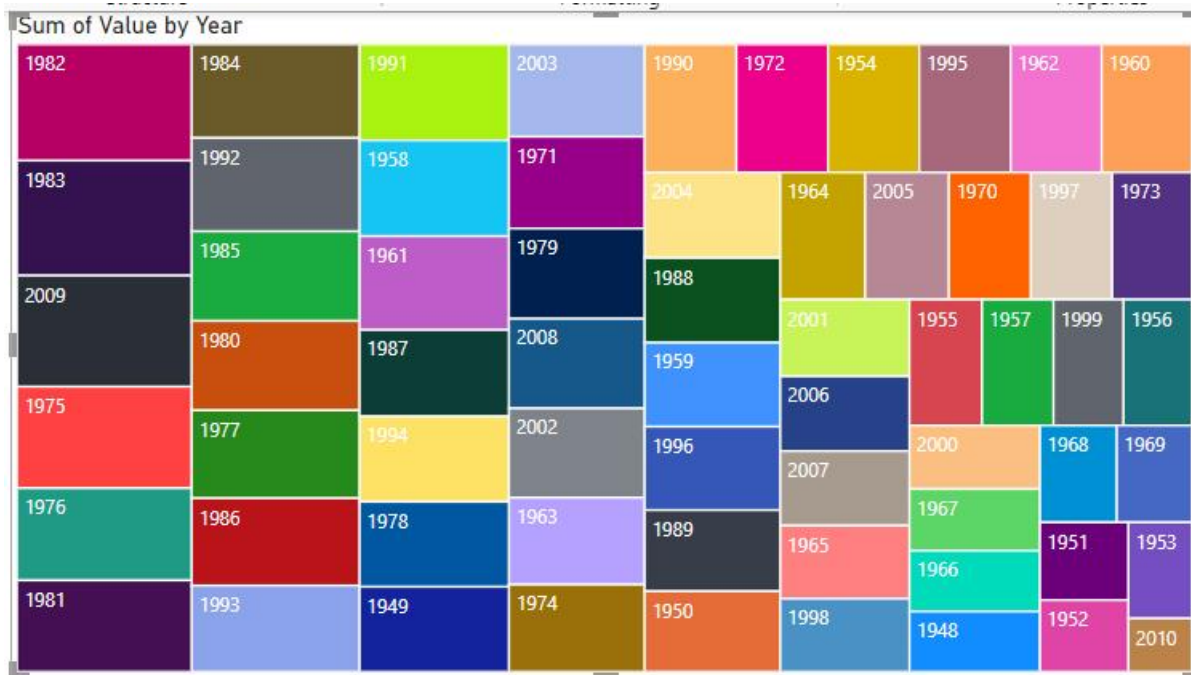 Structure Formatting Properties
Sum of Value by Year
1982 1984 1991 2003 1990 1972 1954 1995 1962 1960
1992 1958 1971
1983 2004 1964 2005 1970 1997 1973
1985 1961 1979
2009 1988
1980 1987 2008 2001 1955 1957 1999 1956
1959
1975 2006
1977 1994 2002 1996 2000 1968 1969
2007
1976 1986 1978 1963 1967
1989 1965 1951 1953
1966
1981 1993 1949 1974 1950 1998 1948 1952 2010